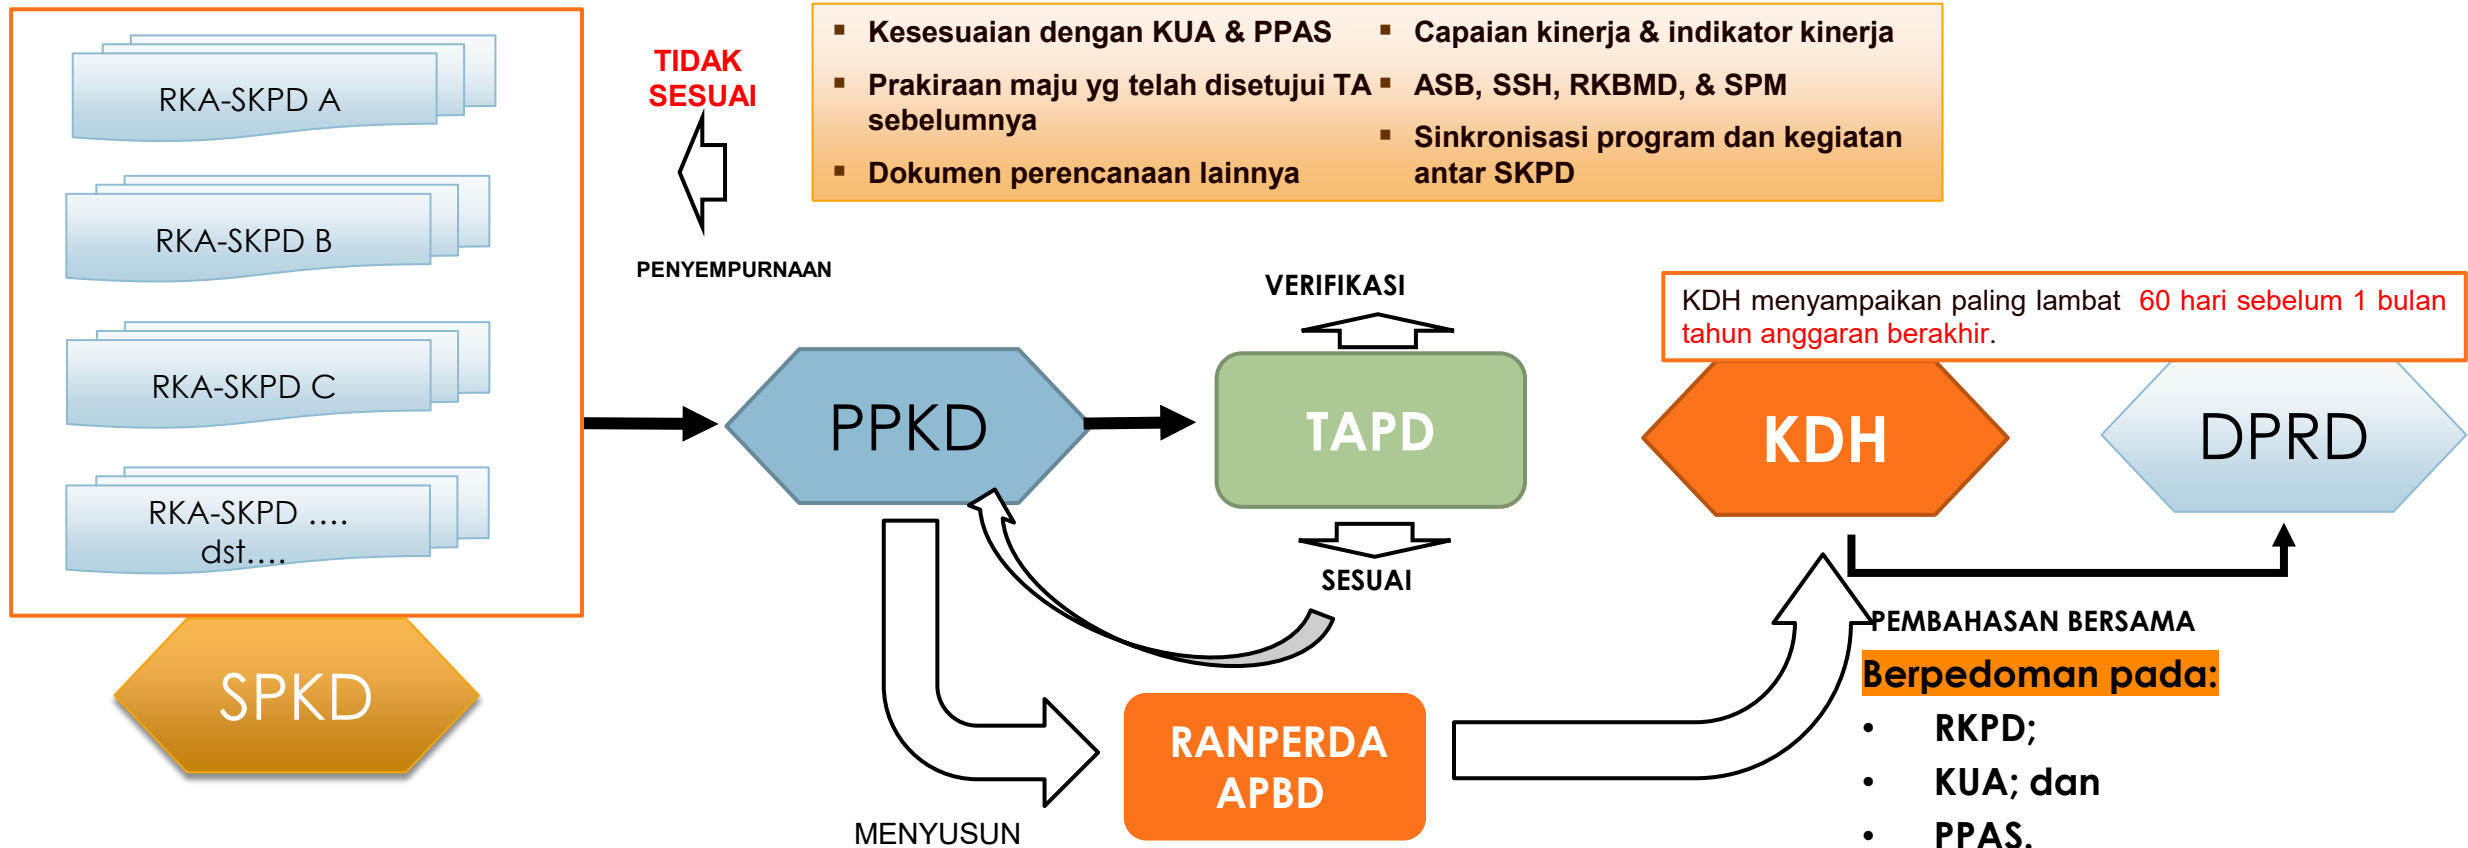 RKA-SKPD A
RKA-SKPD B
RKA-SKPD C
RKA-SKPD ....
dst....
SPKD
TIDAK
SESUAI
PENYEMPURNAAN
▪ Kesesuaian dengan KUA & PPAS
▪ Prakiraan maju yg telah disetujui TA
sebelumnya
▪ Dokumen perencanaan lainnya
▪ Capaian kinerja & indikator kinerja
▪ ASB, SSH, RKBMD, & SPM
▪ Sinkronisasi program dan kegiatan
antar SKPD
PPKD
VERIFIKASI
TAPD
SESUAI
MENYUSUN
RANPERDA
APBD
KDH menyampaikan paling lambat 60 hari sebelum 1 bulan
tahun anggaran berakhir.
KDH
DPRD
PEMBAHASAN BERSAMA
Berpedoman pada:
• RKPD;
• KUA; dan
• PPAS.